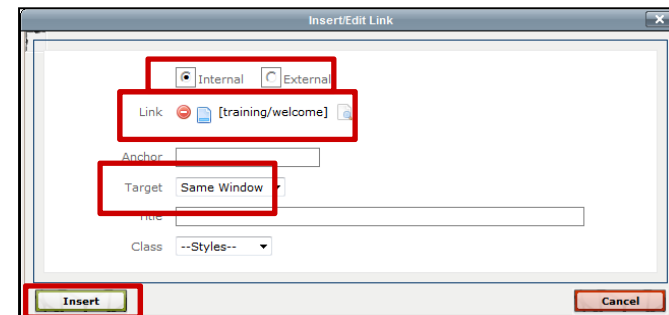 Insert/Edit Link
Internal External
Link [training/welcome]
Anchor
Target Same Window
Title
Class --Styles--
Insert Cancel